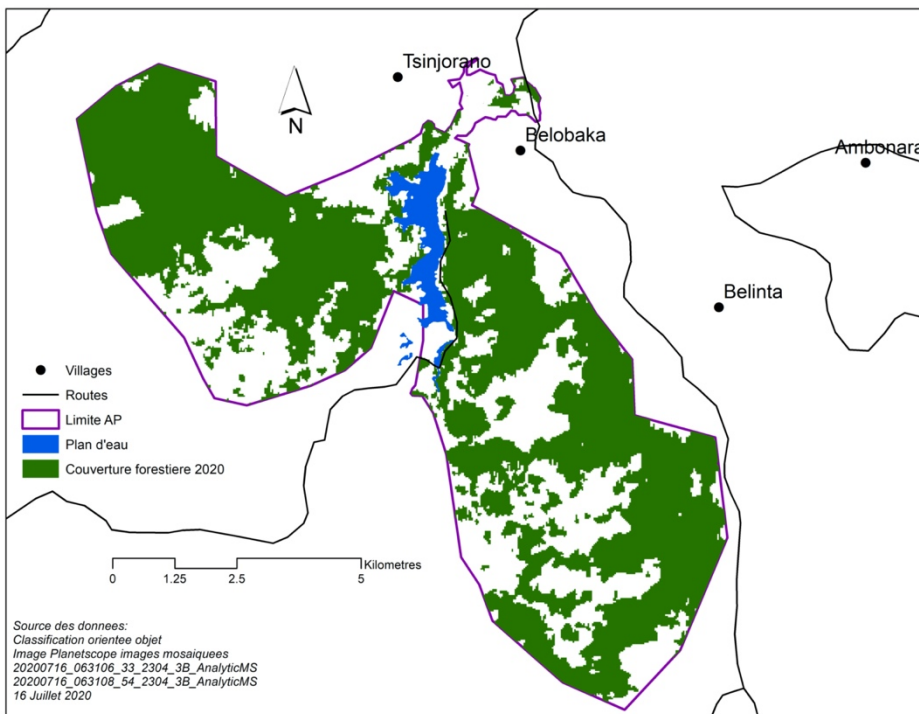 Tsinjorano
N
Belobaka
Ambonara
Belinta
Villages
Routes
Limite AP
Plan d'eau
Couverture forestiere 2020
Kilometres
0 1.25 2.5 5
Source des donnees:
Classification orientee objet
Image Planetscope images mosaiquees
20200716_063106_33_2304_3B_AnalyticMS
20200716_063108_54_2304_3B_AnalyticMS
16 Juillet 2020